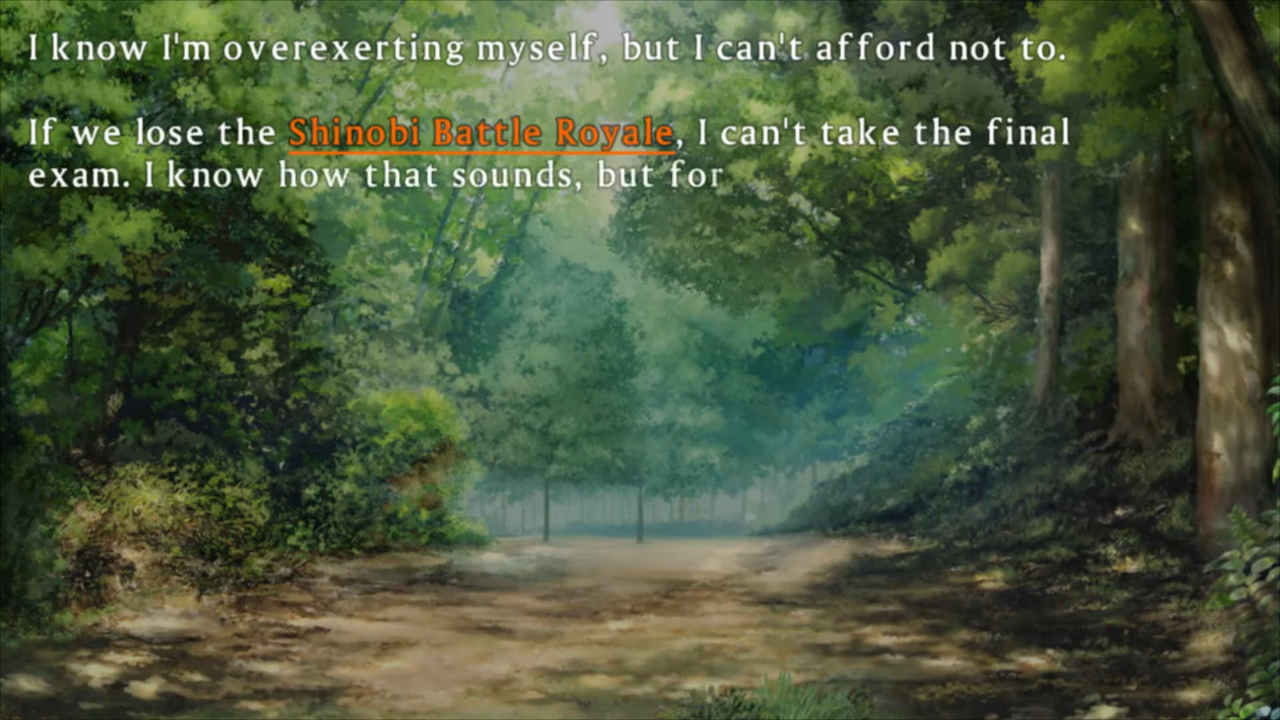 I know I'm overexerting myself, but I can't afford not to.
If we lose the Shinobi Battle Royale, I can't take the final
exam. I know how that sounds, but for